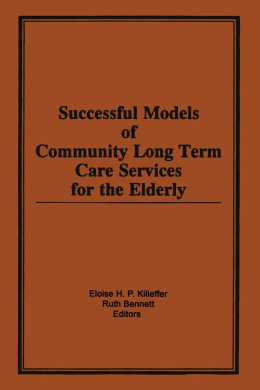 Successful Models
of
Community Long Term
Care Services
for the Elderly
Eloise H. P. Killeffer
Ruth Bennett
Editors